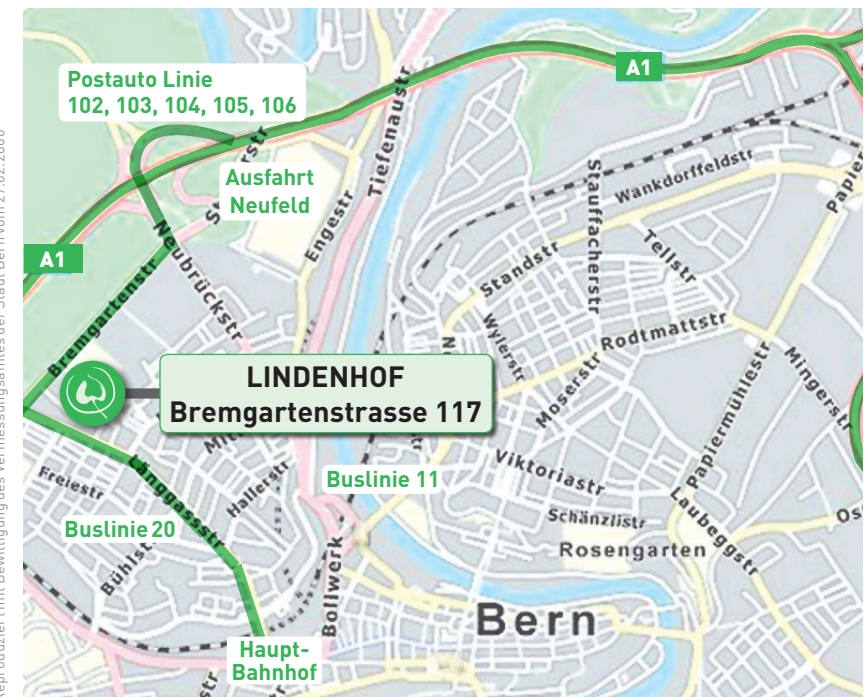 Postauto Linie
102, 103, 104, 105, 106
A1
Tiefenaustr
Ausfahrt
Neufeld
Engestr
Stauffacherstr
Wankdorffeldstr
A1
Neubrückstr
Bremgartenstr
Standstr
Tellstr
Wylerstr
Rodtmattstr
Moserstr
Mingerstr
Papiermühlestr
LINDENHOF
Bremgartenstrasse 117
Freiestr
Länggassstr
Hallerstr
Buslinie 11
Viktoriastr
Schänzlistr
Rosengarten
Laubeggstr
Buslinie 20
Bollwerk
Bern
Haupt-
Bahnhof